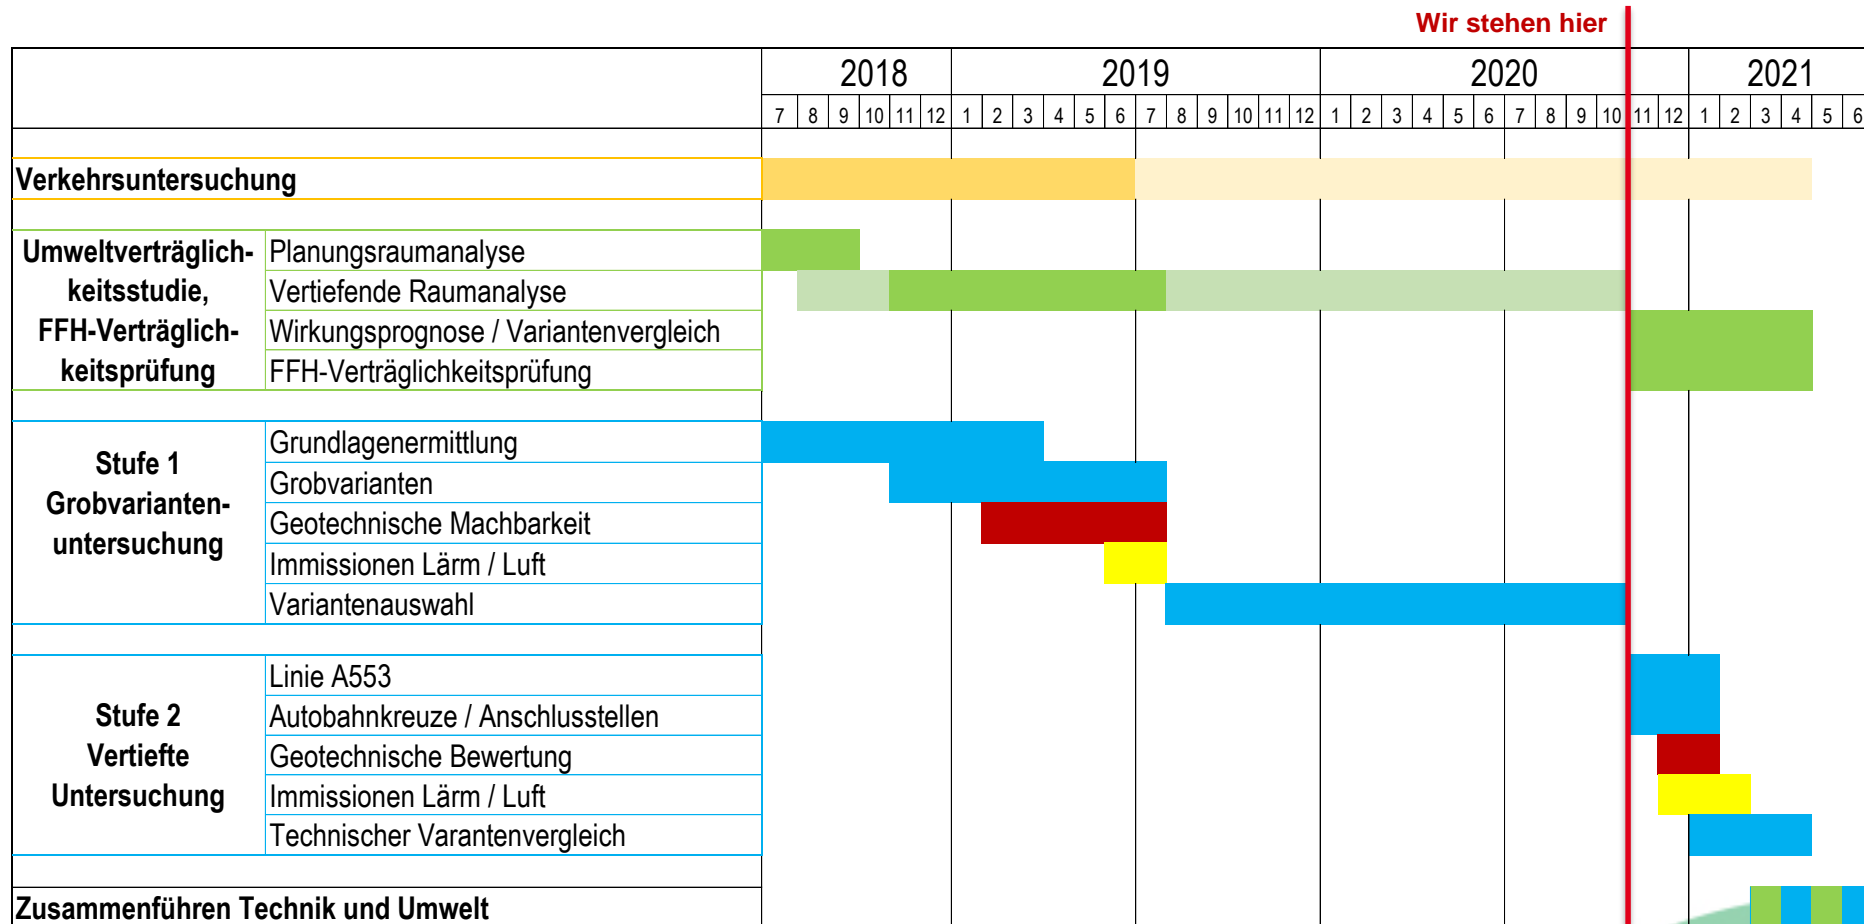 Wir stehen hier
2018 2019 2020 2021
7 8 9 10 11 12 1 2 3 4 5 6 7 8 9 10 11 12 1 2 3 4 5 6 7 8 9 10 11 12 1 2 3 4 5 6
Verkehrsuntersuchung
Umweltverträglich-
keitsstudie,
FFH-Verträglich-
keitsprüfung
Planungsraumanalyse
Vertiefende Raumanalyse
Wirkungsprognose / Variantenvergleich
FFH-Verträglichkeitsprüfung
Stufe 1
Grobvarianten-
untersuchung
Grundlagenermittlung
Grobvarianten
Geotechnische Machbarkeit
Immissionen Lärm / Luft
Variantenauswahl
Stufe 2
Vertiefte
Untersuchung
Linie A553
Autobahnkreuze / Anschlusstellen
Geotechnische Bewertung
Immissionen Lärm / Luft
Technischer Varantenvergleich
Zusammenführen Technik und Umwelt